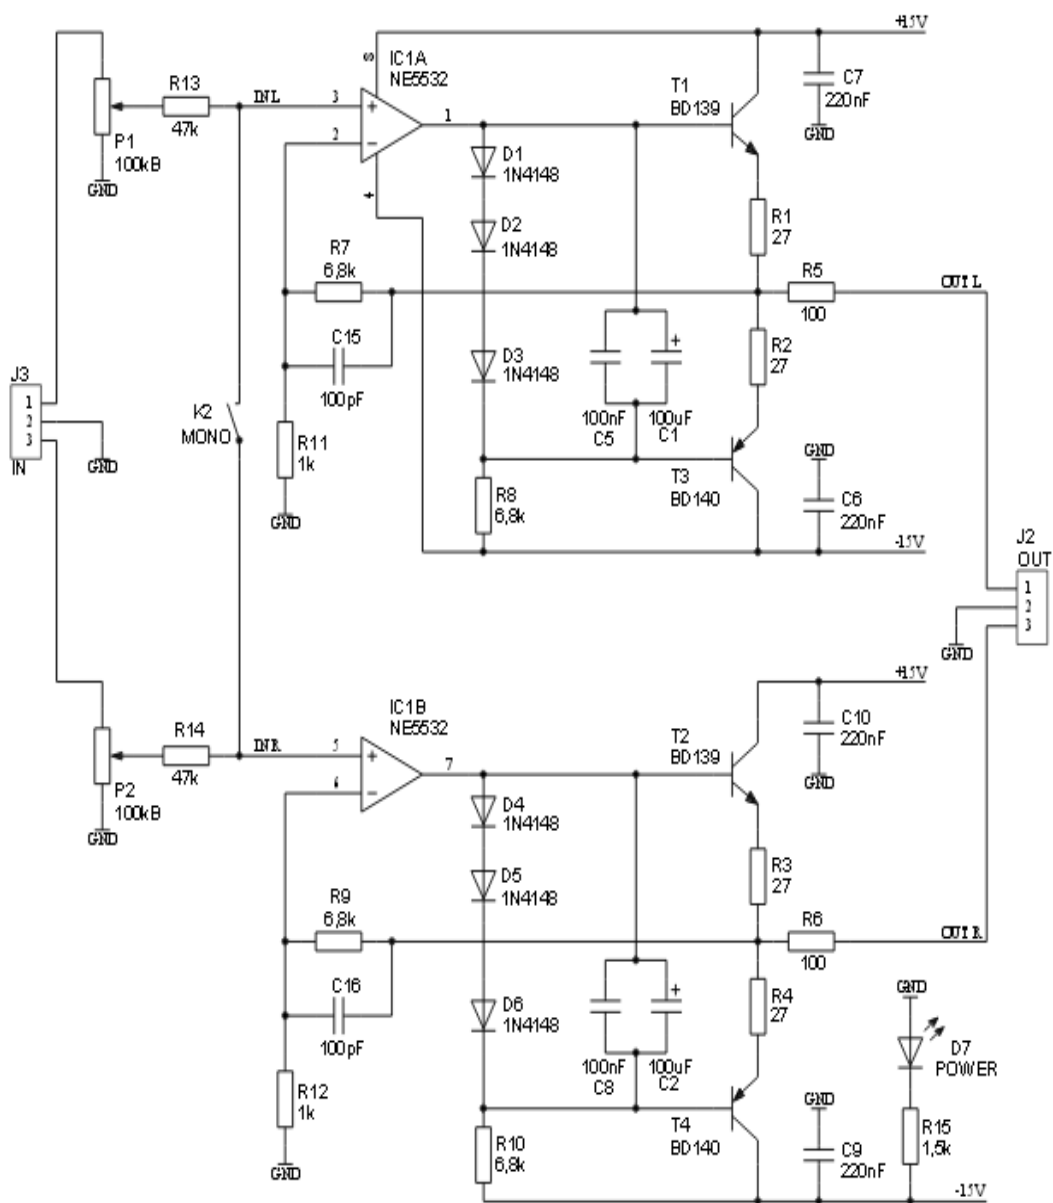 +15V
IC1A
NE5532
8
C7
220nF
T1
BD139
R13
47k
INL
3
1
2
GND
P1
100kB
GND
D1
1N4148
4
R1
27
D2
1N4148
R7
6,8k
R5
100
OUTL
C15
100pF
R2
27
D3
1N4148
J3
1
2
3
IN
K2
MONO
GND
100nF
C5
100uF
C1
+
R11
1k
GND
T3
BD140
GND
R8
6,8k
C6
220nF
-15V
J2
OUT
1
2
3
GND
+15V
IC1B
NE5532
C10
220nF
T2
BD139
R14
47k
INR
5
7
6
GND
P2
100kB
GND
D4
1N4148
R3
27
D5
1N4148
R9
6,8k
R6
100
OUTR
C16
100pF
R4
27
D6
1N4148
+
GND
D7
POWER
100nF
C8
100uF
C2
R12
1k
GND
T4
BD140
GND
R10
6,8k
C9
220nF
R15
1,5k
-15V